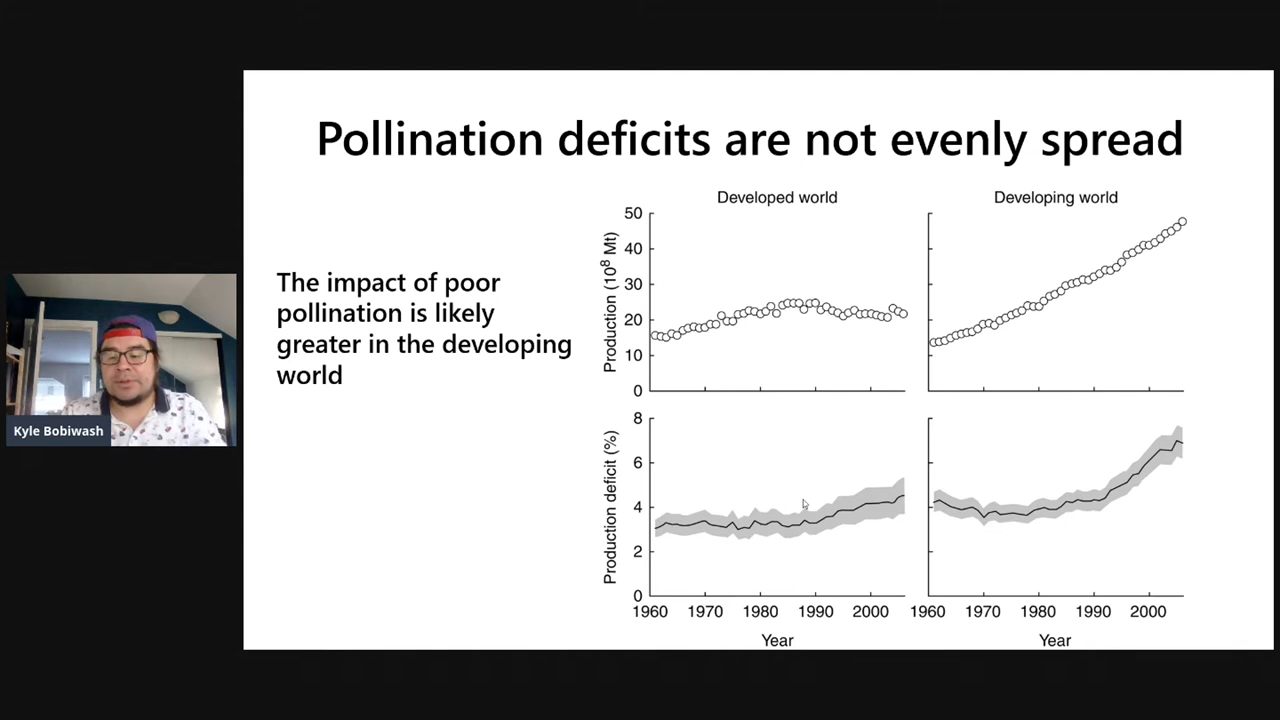 Pollination deficits are not evenly spread
The impact of poor
pollination is likely
greater in the developing
world
Kyle Bobiwash
Developed world
Developing world
Production (10⁸ Mt)
50
40
30
20
10
0
Production deficit (%)
8
6
4
2
0
1960 1970 1980 1990 2000
1960 1970 1980 1990 2000
Year
Year